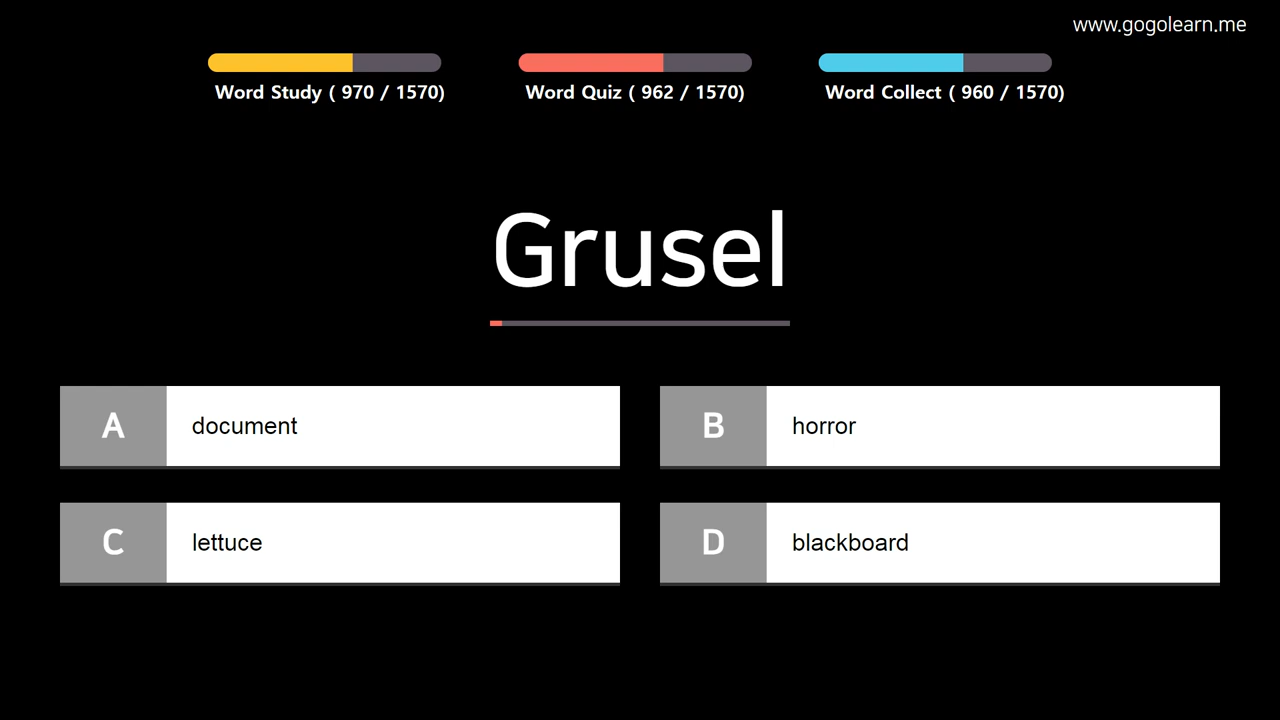 www.gogolearn.me
Word Study ( 970 / 1570)
Word Quiz ( 962 / 1570)
Word Collect ( 960 / 1570)
Grusel
A document
B horror
C lettuce
D blackboard